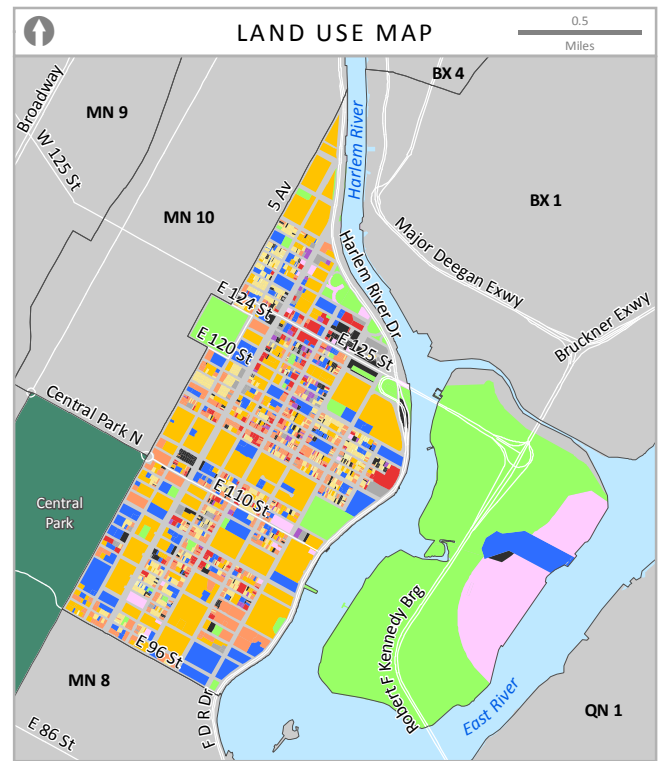 LAND USE MAP
0.5
Miles
BX 4
Broadway
MN 9
W 125 St
Harlem River
5 Av
BX 1
MN 10
Major Deegan Expwy
Harlem River Dr
E 124 St
Bruckner Expwy
E 120 St
E 125 St
Central Park N
E 110 St
Central
Park
Robert F Kennedy Brg
E 96 St
MN 8
F D R Dr
East River
QN 1
E 86 St